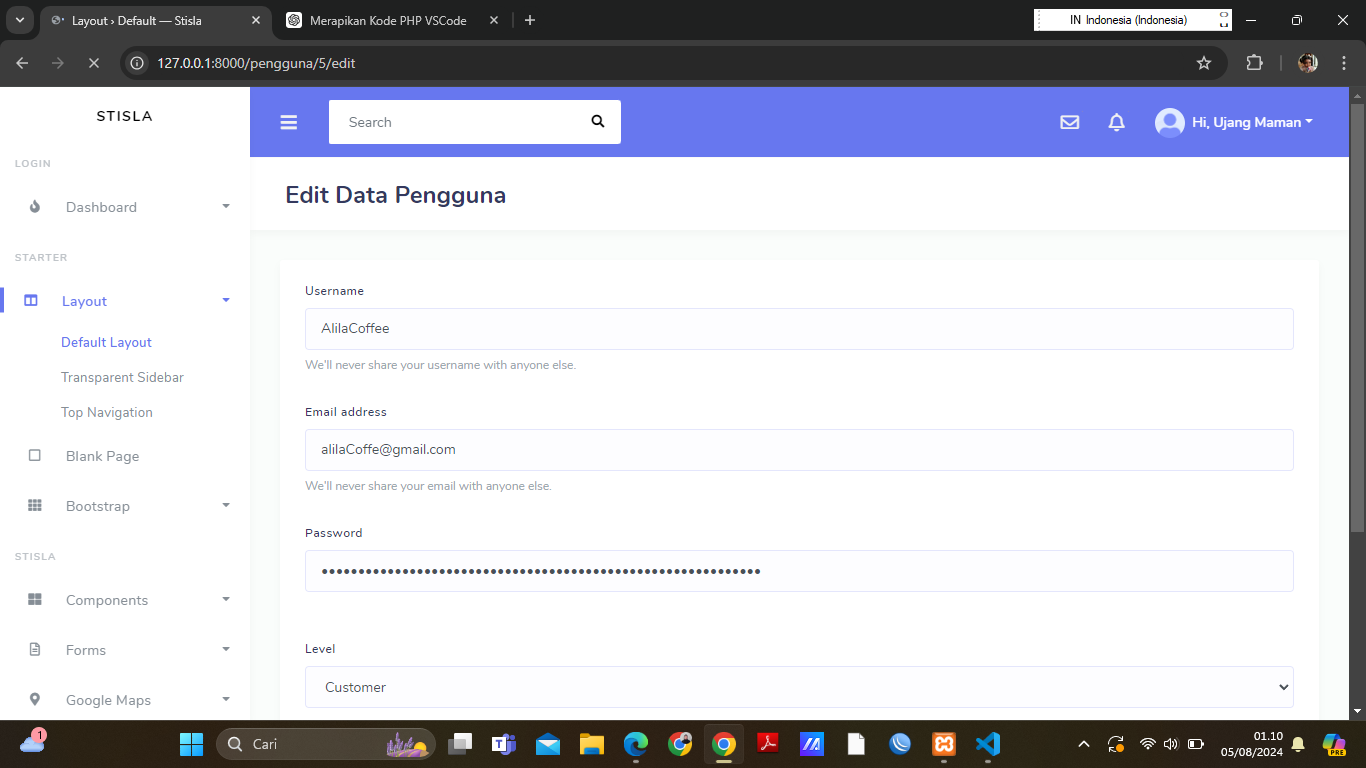 Layout › Default — Stisla
Merapikan Kode PHP VSCode
IN Indonesia (Indonesia)
127.0.0.1:8000/pengguna/5/edit
STISLA
Search
Hi, Ujang Maman
LOGIN
Dashboard
STARTER
Layout
Default Layout
Transparent Sidebar
Top Navigation
Blank Page
Bootstrap
STISLA
Components
Forms
Google Maps
Edit Data Pengguna
Username
AlilaCoffee
We'll never share your username with anyone else.
Email address
alilaCoffe@gmail.com
We'll never share your email with anyone else.
Password
••••••••••••••••••••••••••••••••••••••••••••••••••••••••••••
Level
Customer
1
Cari
01.10
05/08/2024
PRE